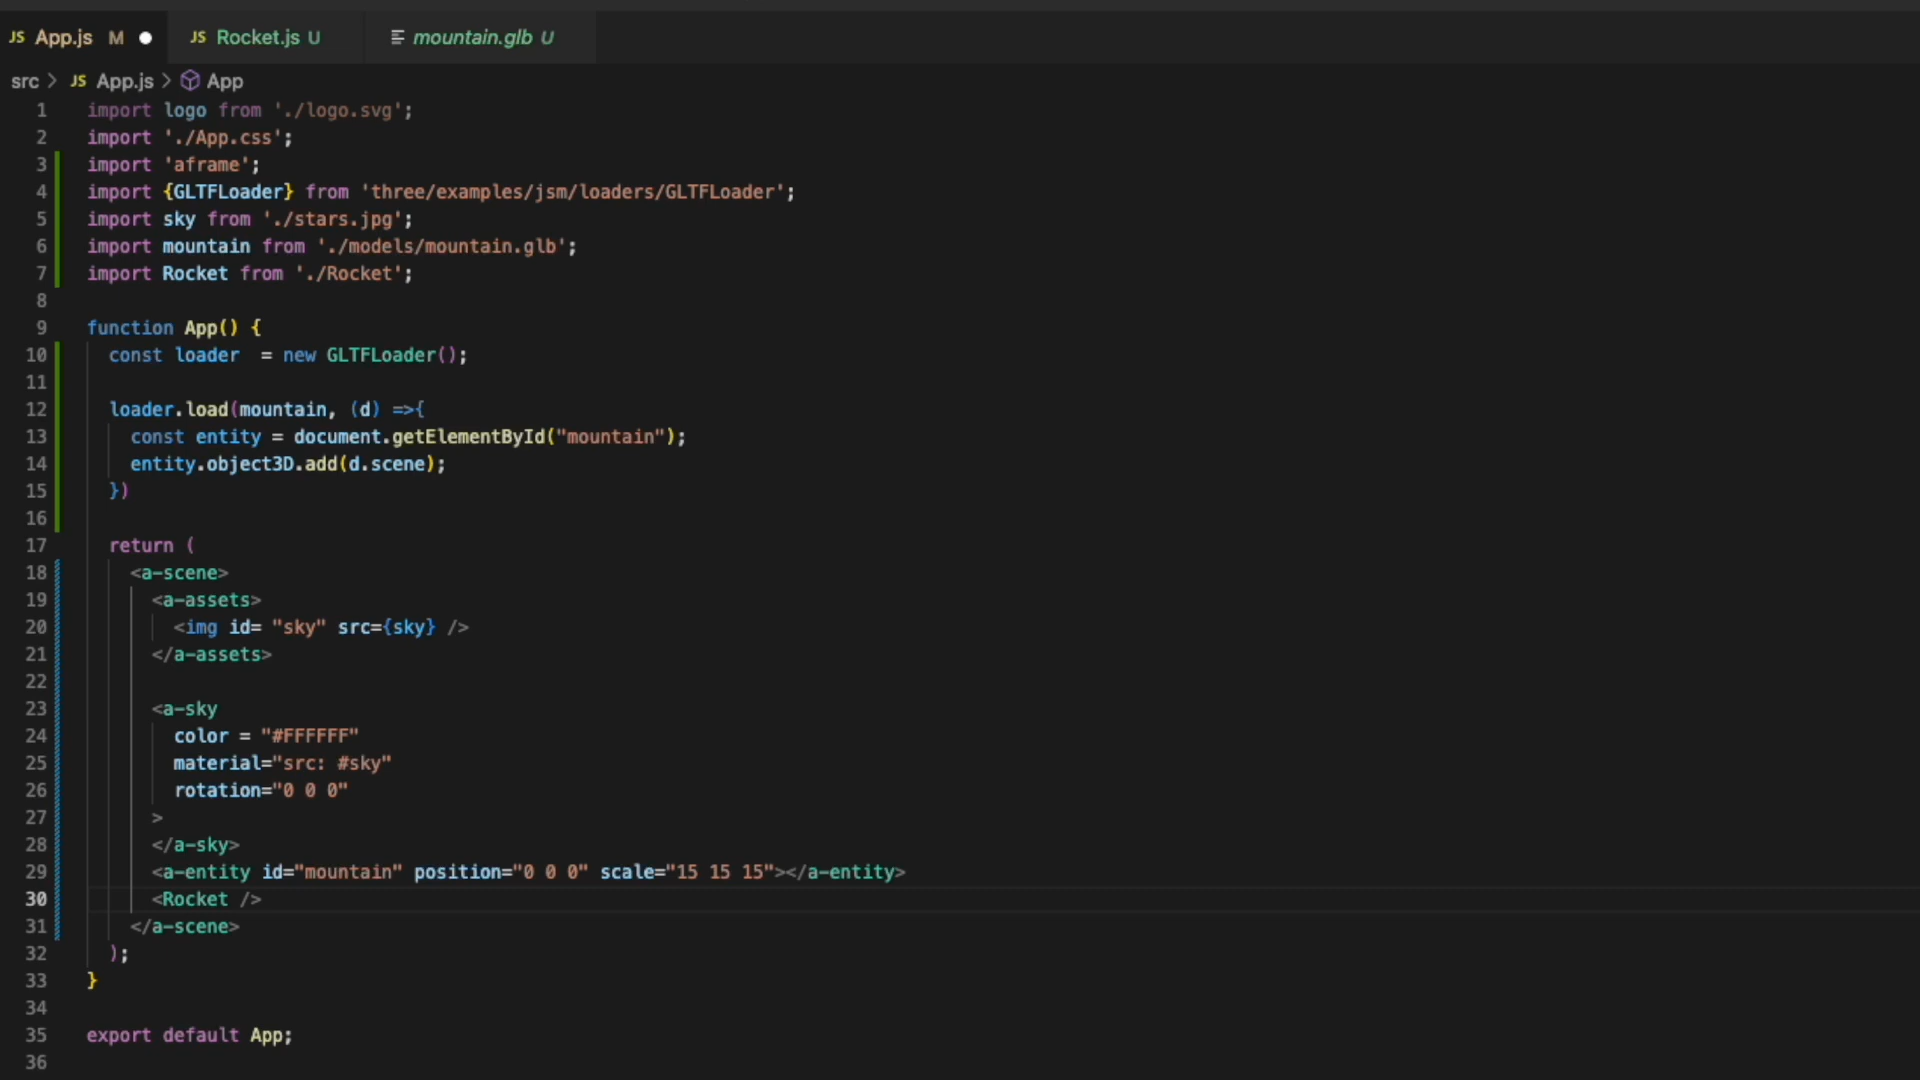 JS App.js M JS Rocket.js U mountain.glb U
src > JS App.js > App
1 import logo from './logo.svg';
2 import './App.css';
3 import 'aframe';
4 import {GLTFLoader} from 'three/examples/jsm/loaders/GLTFLoader';
5 import sky from './stars.jpg';
6 import mountain from './models/mountain.glb';
7 import Rocket from './Rocket';
8
9 function App() {
10 const loader  = new GLTFLoader();
11
12 loader.load(mountain, (d) =>{
13 const entity = document.getElementById("mountain");
14 entity.object3D.add(d.scene);
15 })
16
17 return (
18 <a-scene>
19 <a-assets>
20 <img id= "sky" src={sky} />
21 </a-assets>
22
23 <a-sky
24 color = "#FFFFFF"
25 material="src: #sky"
26 rotation="0 0 0"
27 >
28 </a-sky>
29 <a-entity id="mountain" position="0 0 0" scale="15 15 15"></a-entity>
30 <Rocket />
31 </a-scene>
32 );
33 }
34
35 export default App;
36